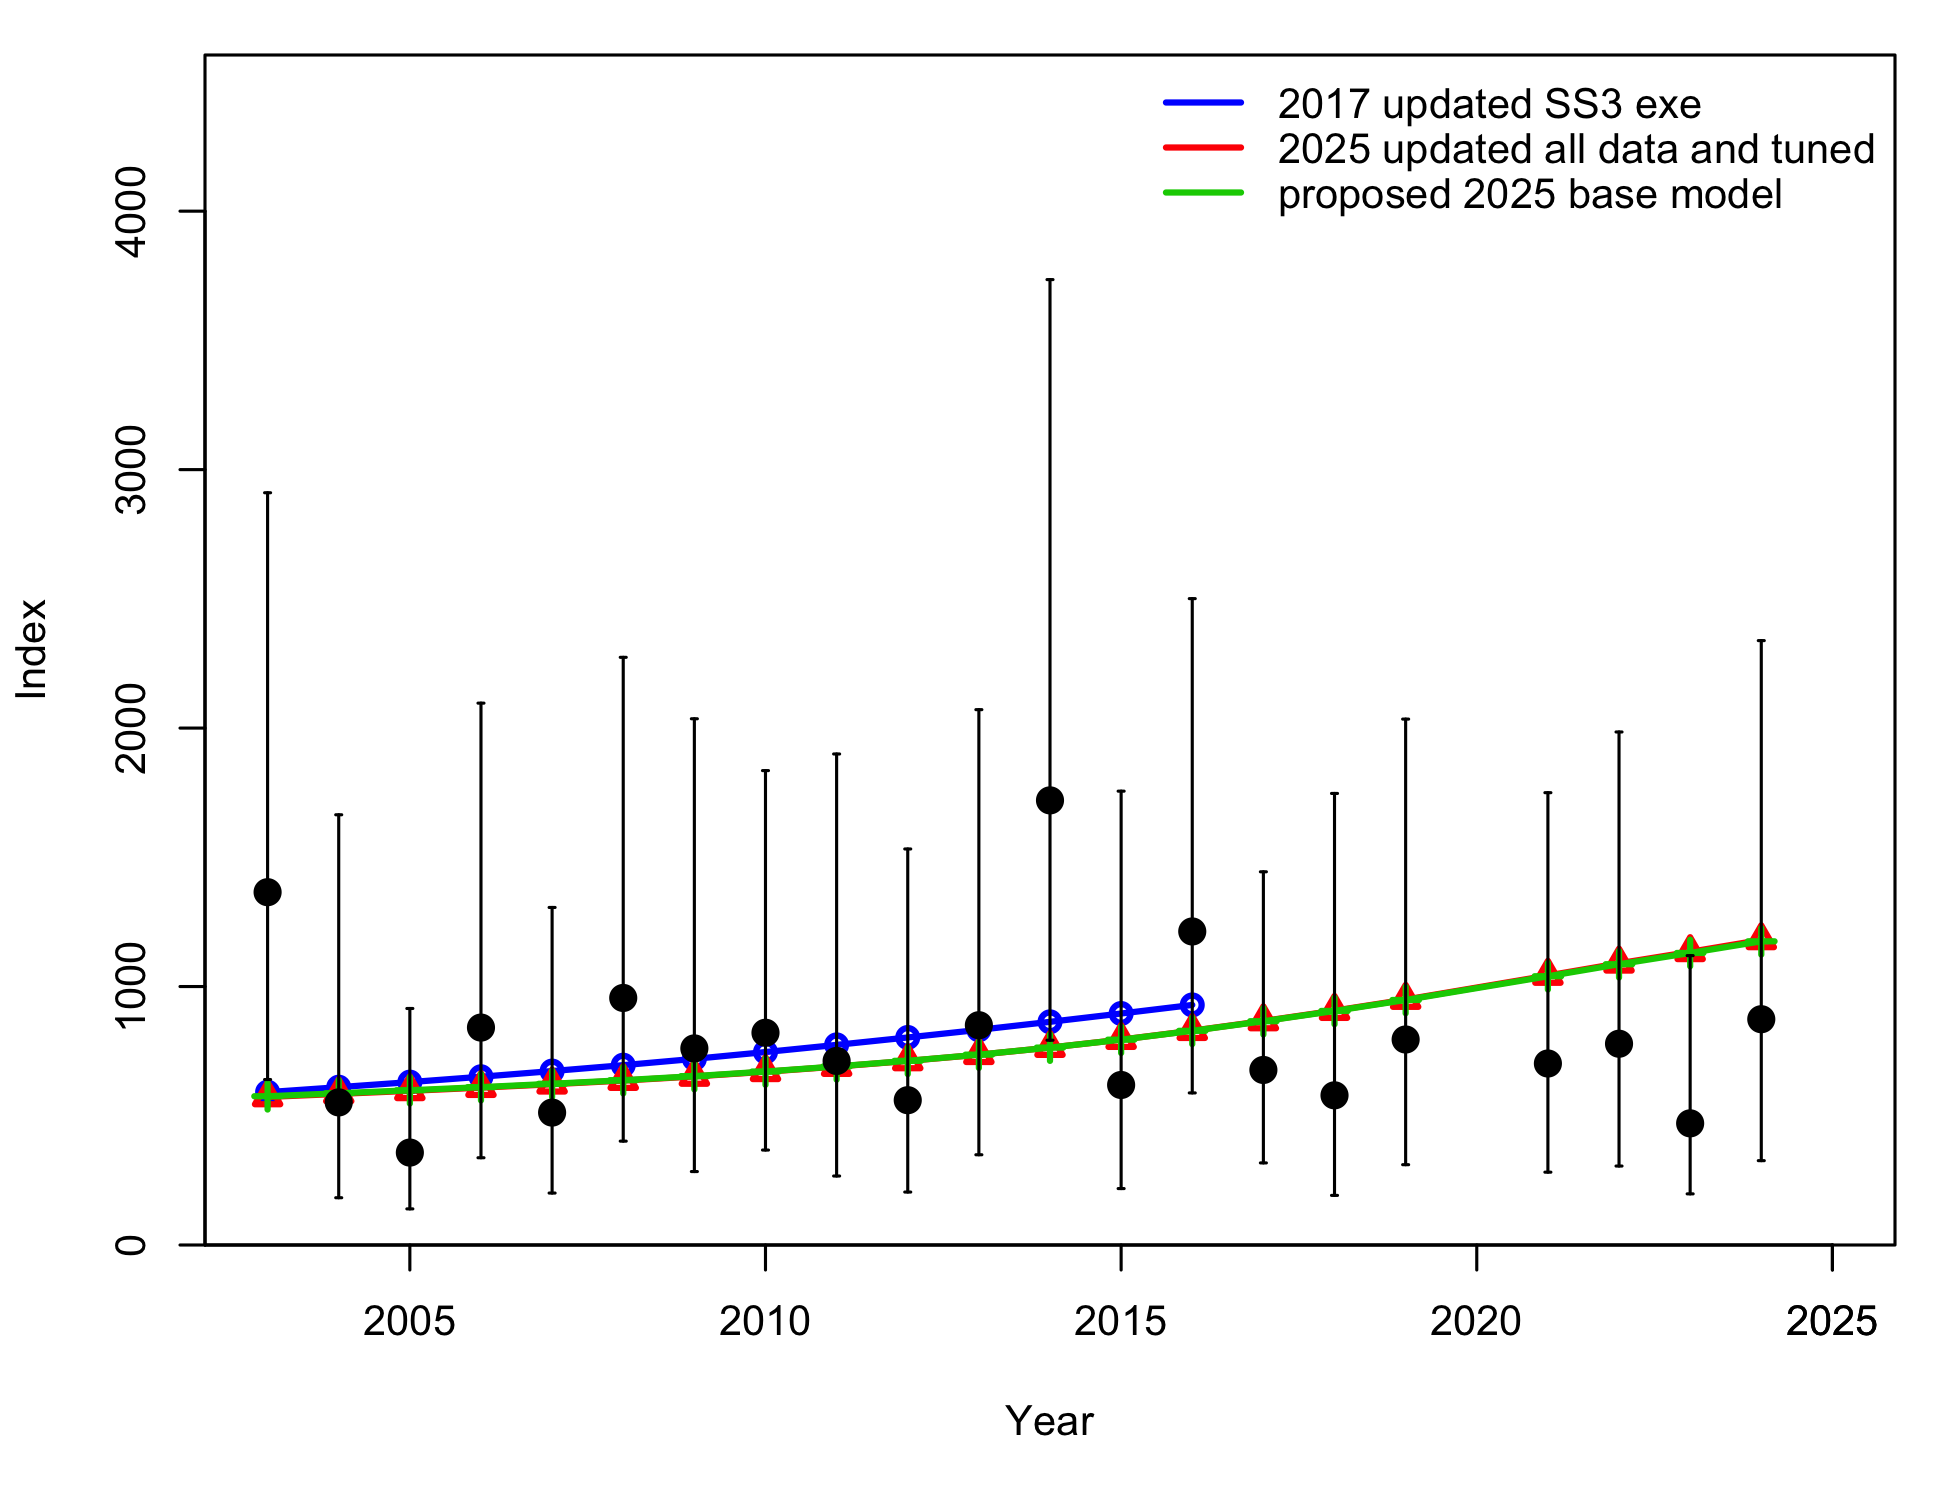 2017 updated SS3 exe
2025 updated all data and tuned
proposed 2025 base model
4000
3000
2000
1000
0
Index
2005 2010 2015 2020 2025
Year